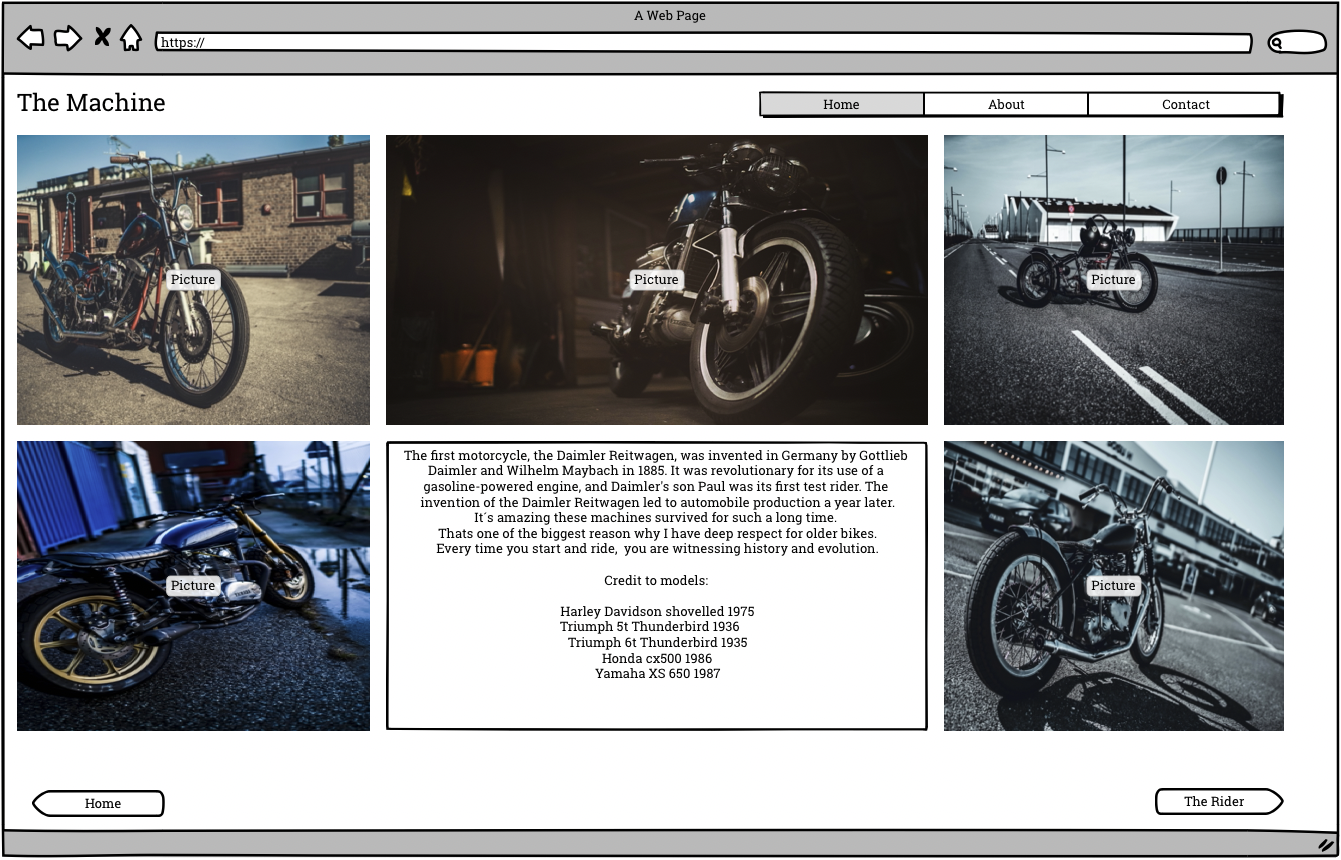 A Web Page
https://
The Machine
Home
About
Contact
Picture
Picture
Picture
Picture
The first motorcycle, the Daimler Reitwagen, was invented in Germany by Gottlieb
Daimler and Wilhelm Maybach in 1885. It was revolutionary for its use of a
gasoline-powered engine, and Daimler's son Paul was its first test rider. The
invention of the Daimler Reitwagen led to automobile production a year later.
It´s amazing these machines survived for such a long time.
Thats one of the biggest reason why I have deep respect for older bikes.
Every time you start and ride,  you are witnessing history and evolution.
Credit to models:
Harley Davidson shovelled 1975
Triumph 5t Thunderbird 1936
Triumph 6t Thunderbird 1935
Honda cx500 1986
Yamaha XS 650 1987
Picture
Home
The Rider